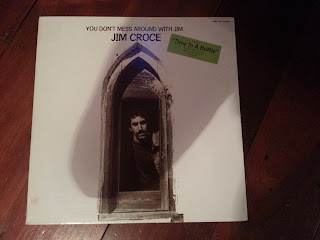 YOU DON'T MESS AROUND WITH JIM
JIM CROCE
"Time In A Bottle"